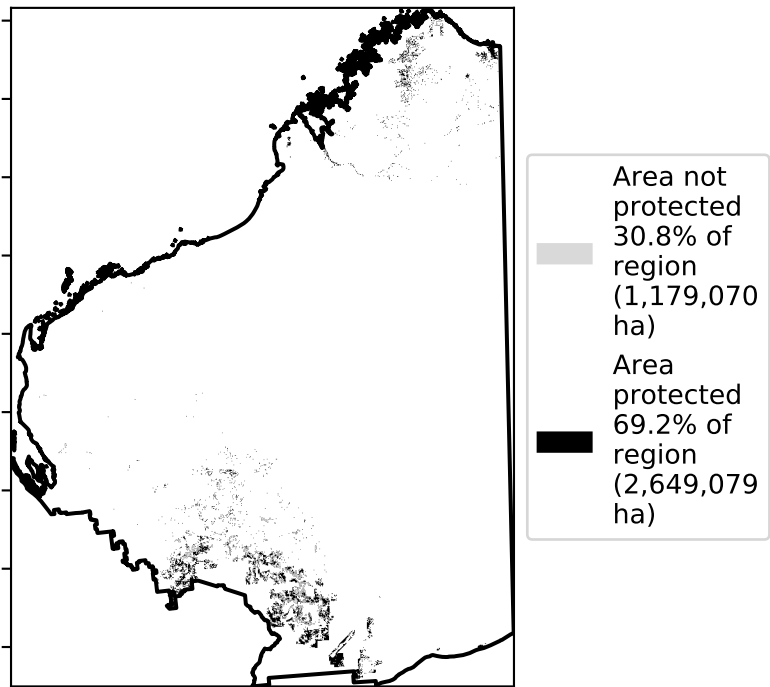 Area not
protected
30.8% of
region
(1,179,070
ha)
Area
protected
69.2% of
region
(2,649,079
ha)